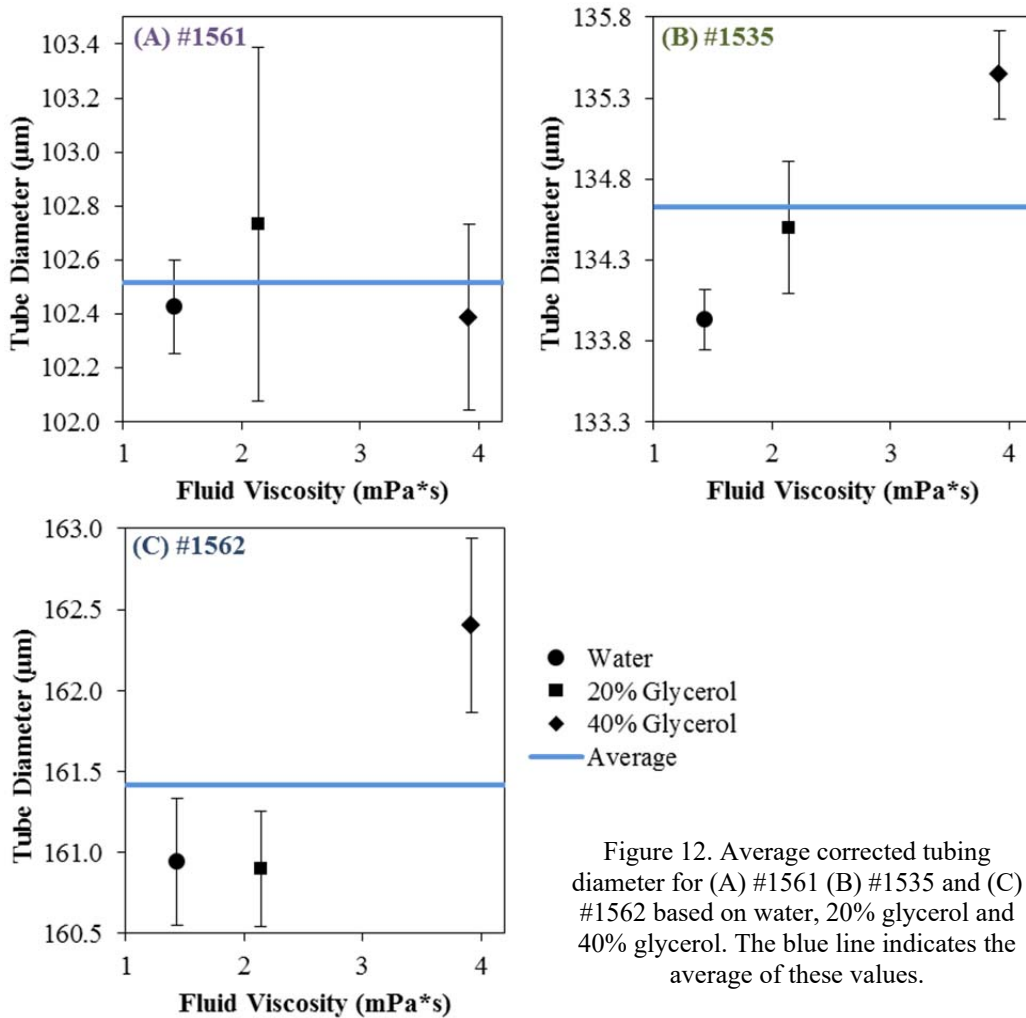 (A) #1561
103.4
103.2
103.0
102.8
102.6
102.4
102.2
102.0
Tube Diameter (µm)
1 2 3 4
Fluid Viscosity (mPa*s)
(B) #1535
135.8
135.3
134.8
134.3
133.8
133.3
Tube Diameter (µm)
1 2 3 4
Fluid Viscosity (mPa*s)
(C) #1562
163.0
162.5
162.0
161.5
161.0
160.5
Tube Diameter (µm)
1 2 3 4
Fluid Viscosity (mPa*s)
Water
20% Glycerol
40% Glycerol
Average
Figure 12. Average corrected tubing
diameter for (A) #1561 (B) #1535 and (C)
#1562 based on water, 20% glycerol and
40% glycerol. The blue line indicates the
average of these values.